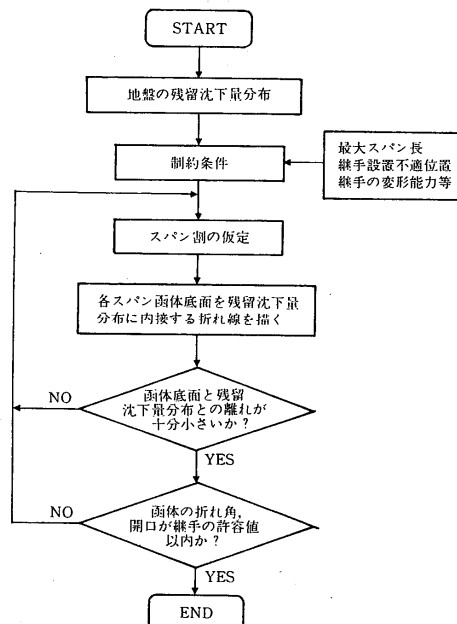 START
地盤の残留沈下量分布
制約条件
最大スパン長
継手設置不適位置
継手の変形能力等
スパン割の仮定
各スパン函体底面を残留沈下量
分布に内接する折れ線を描く
NO
函体底面と残留
沈下量分布との離れが
十分小さいか？
YES
NO
函体の折れ角，
開口が継手の許容値
以内か？
YES
END